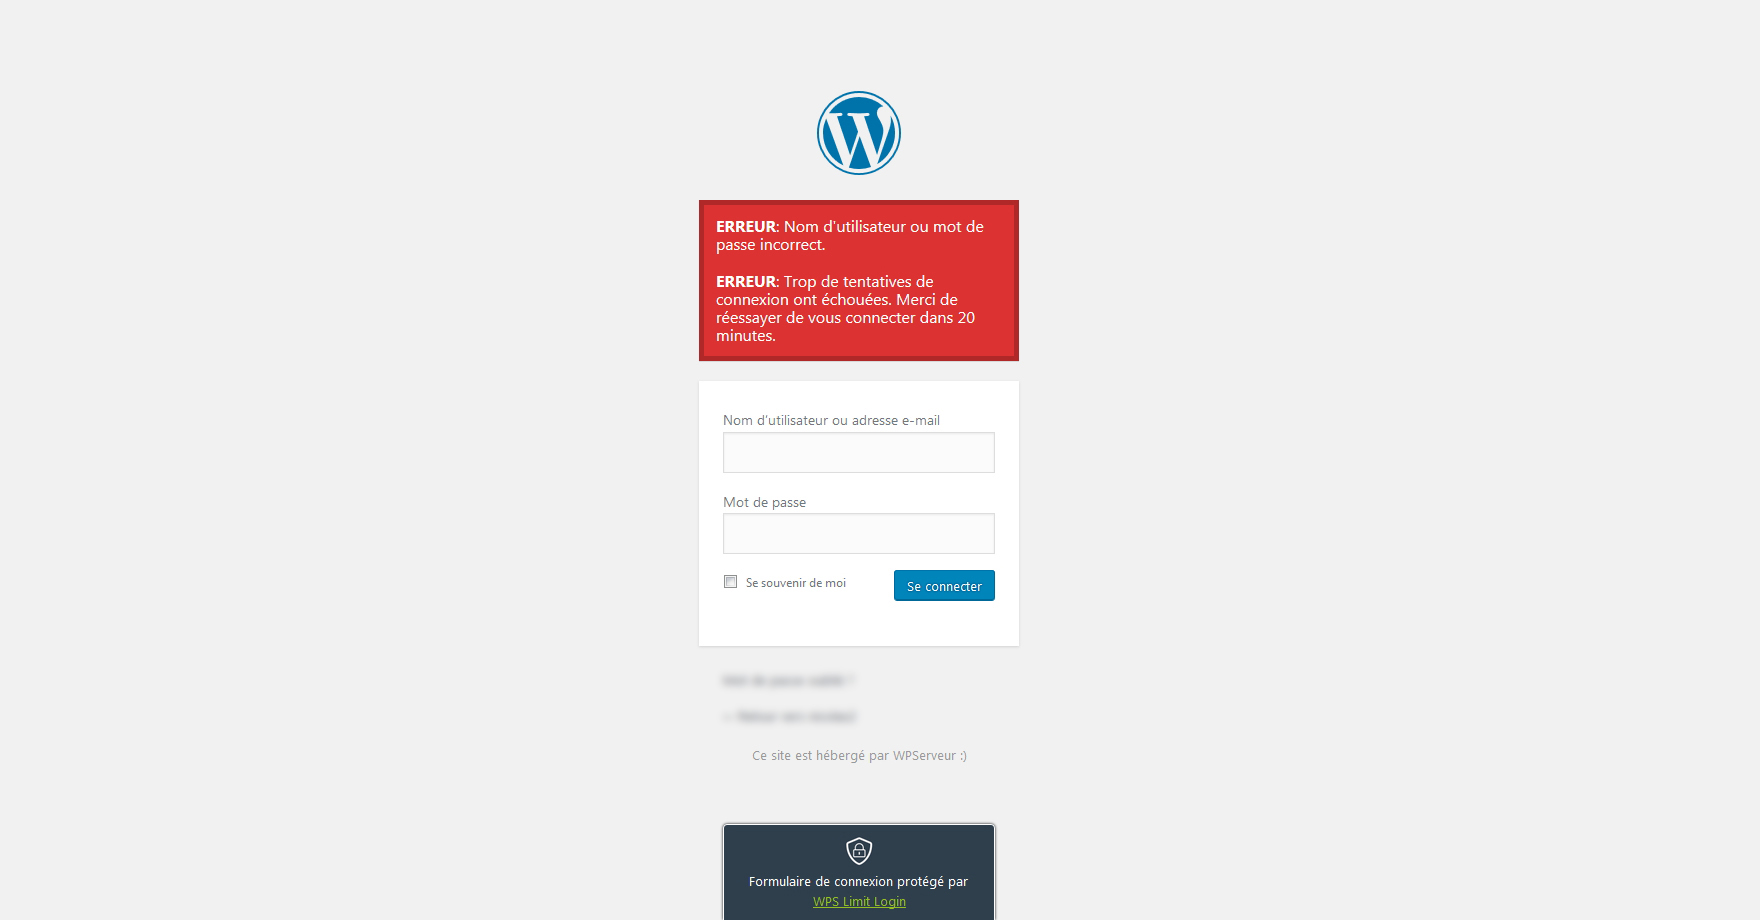 ERREUR: Nom d'utilisateur ou mot de
passe incorrect.
ERREUR: Trop de tentatives de
connexion ont échouées. Merci de
réessayer de vous connecter dans 20
minutes.
Nom d’utilisateur ou adresse e-mail
Mot de passe
Se souvenir de moi
Se connecter
Ce site est hébergé par WPServeur :)
Formulaire de connexion protégé par
WPS Limit Login